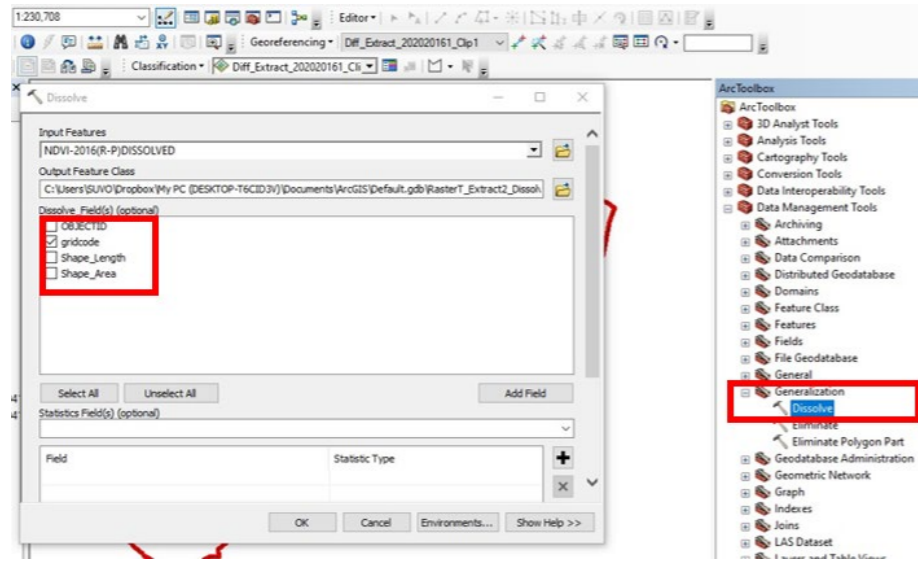 1:230,708
Editor
Georeferencing Diff_Extract_202020161_Clip1
Classification Diff_Extract_202020161_Cli
Dissolve
Input Features
NDVI-2016(R-P)DISSOLVED
Output Feature Class
C:\Users\SUVO\Dropbox\My PC (DESKTOP-T6CID3V)\Documents\ArcGIS\Default.gdb\RasterT_Extract2_Dissolv
Dissolve_Field(s) (optional)
OBJECTID
gridcode
Shape_Length
Shape_Area
Select All Unselect All Add Field
Statistics Field(s) (optional)
Field Statistic Type
OK Cancel Environments... Show Help >>
ArcToolbox
ArcToolbox
3D Analyst Tools
Analysis Tools
Cartography Tools
Conversion Tools
Data Interoperability Tools
Data Management Tools
Archiving
Attachments
Data Comparison
Distributed Geodatabase
Domains
Feature Class
Features
Fields
File Geodatabase
General
Generalization
Dissolve
Eliminate
Eliminate Polygon Part
Geodatabase Administration
Geometric Network
Graph
Indexes
Joins
LAS Dataset
Layers and Table Views